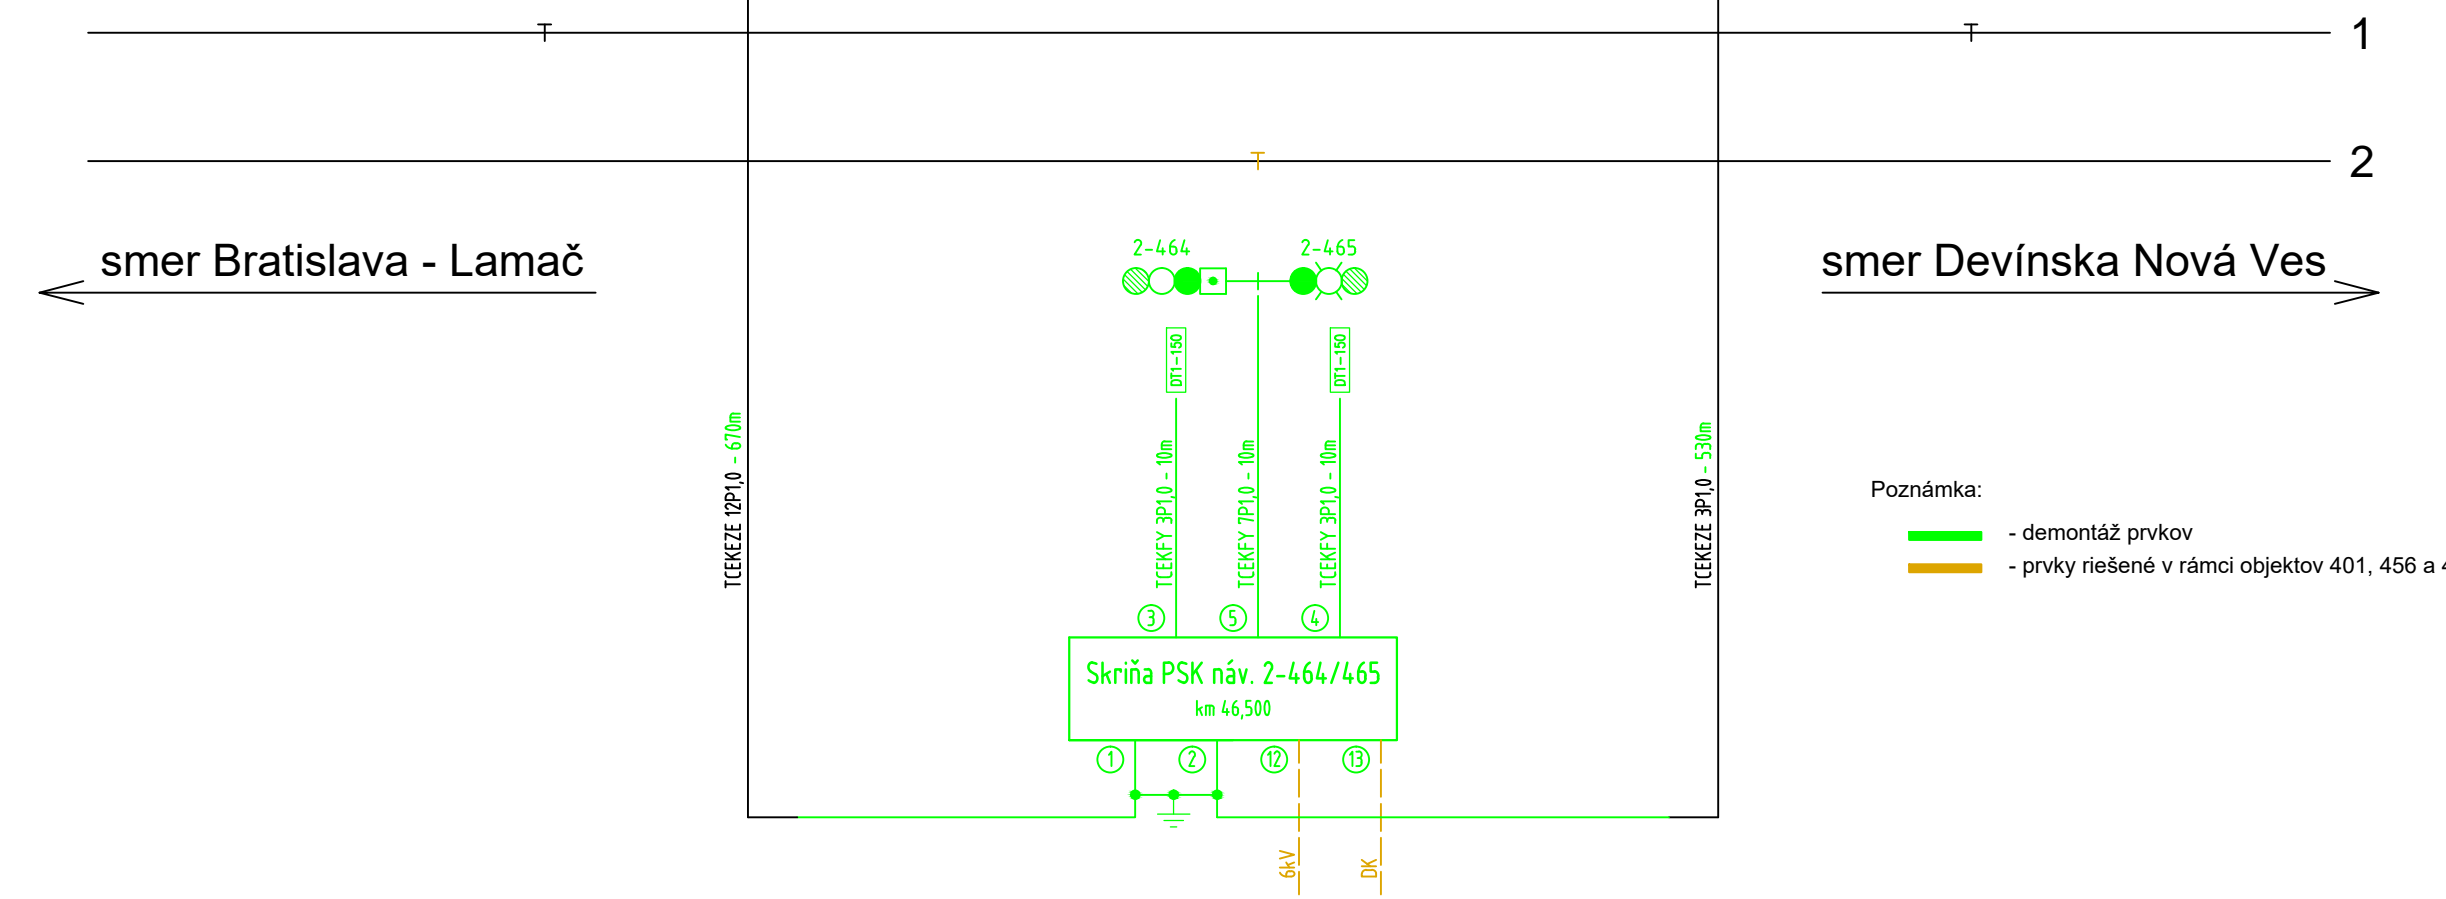 1
2
smer Bratislava - Lamač
smer Devínska Nová Ves
2-464
2-465
DT1-150
DT1-150
TCEKEZE 12P1,0 - 670m
TCEKFY 3P1,0 - 10m
TCEKFY 7P1,0 - 10m
TCEKFY 3P1,0 - 10m
TCEKEZE 3P1,0 - 530m
Poznámka:
- demontáž prvkov
- prvky riešené v rámci objektov 401, 456 a
3
5
4
Skriňa PSK náv. 2-464/465
km 46,500
1
2
12
13
6kV
DK